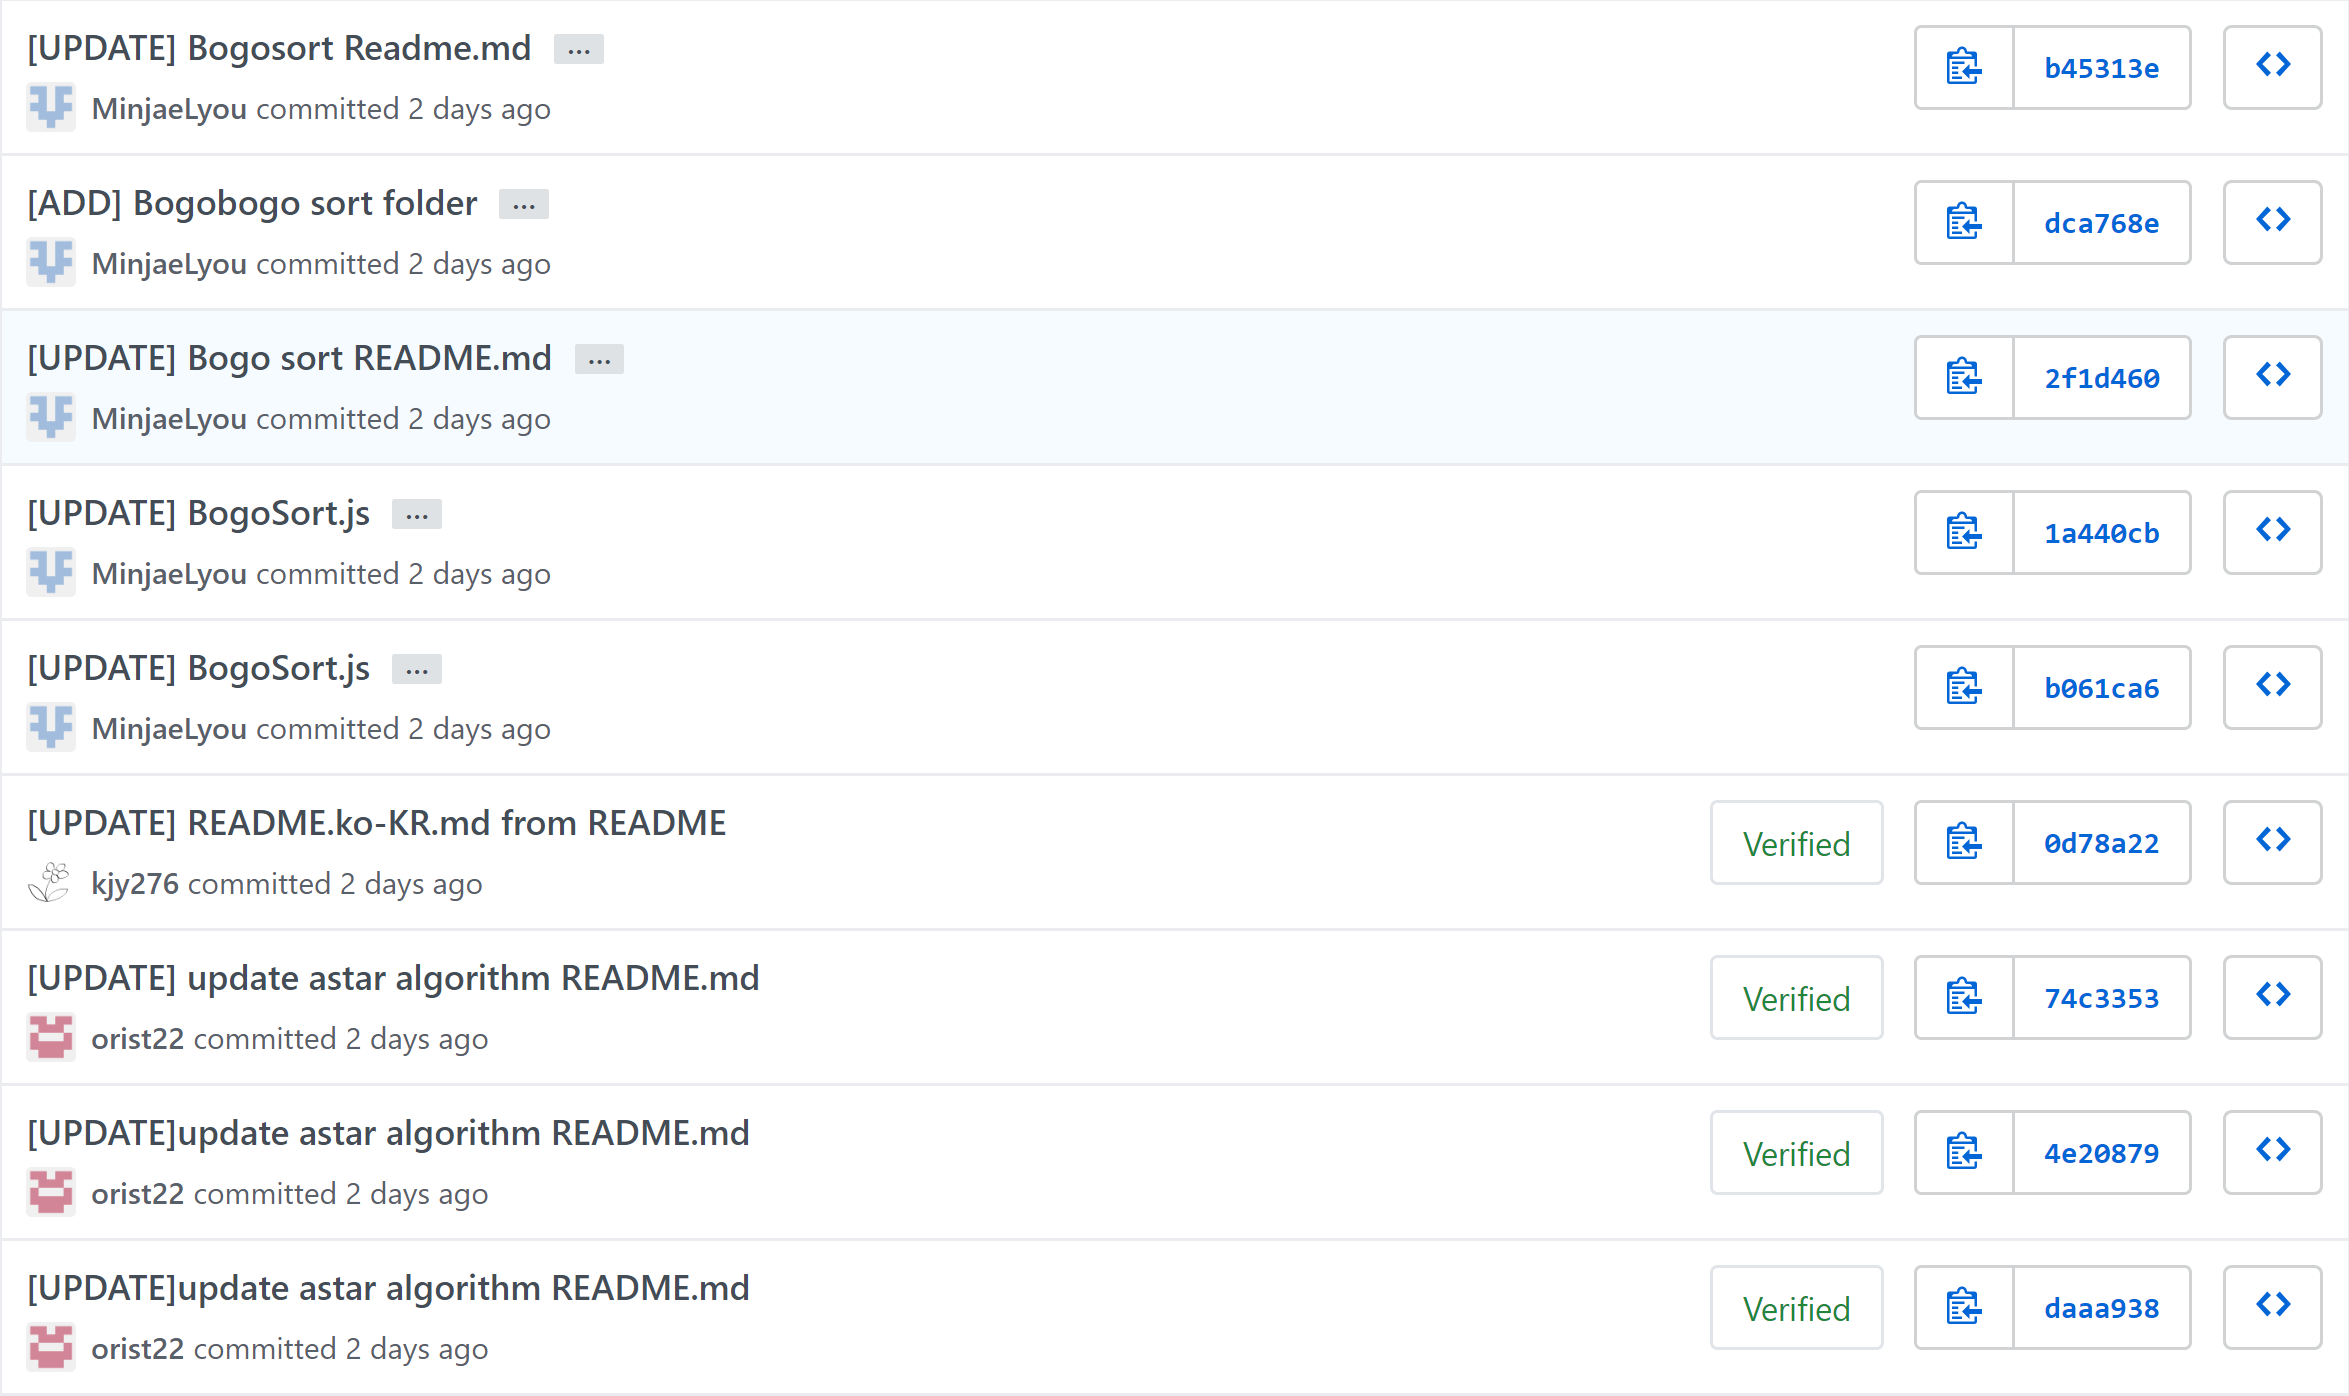 [UPDATE] Bogosort Readme.md ...
b45313e
MinjaeLyou committed 2 days ago
[ADD] Bogobogo sort folder ...
dca768e
MinjaeLyou committed 2 days ago
[UPDATE] Bogo sort README.md ...
2f1d460
MinjaeLyou committed 2 days ago
[UPDATE] BogoSort.js ...
1a440cb
MinjaeLyou committed 2 days ago
[UPDATE] BogoSort.js ...
b061ca6
MinjaeLyou committed 2 days ago
[UPDATE] README.ko-KR.md from README
Verified 0d78a22
kjy276 committed 2 days ago
[UPDATE] update astar algorithm README.md
Verified 74c3353
orist22 committed 2 days ago
[UPDATE]update astar algorithm README.md
Verified 4e20879
orist22 committed 2 days ago
[UPDATE]update astar algorithm README.md
Verified daaa938
orist22 committed 2 days ago